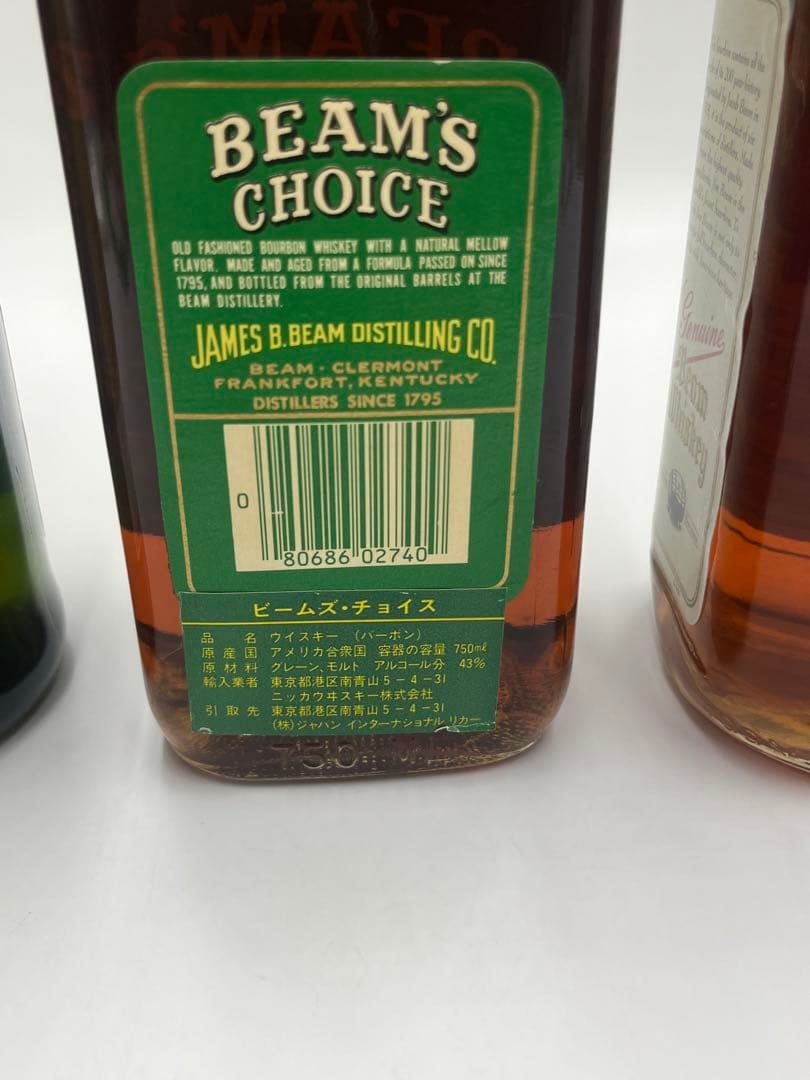 BEAM'S
CHOICE
OLD FASHIONED BOURBON WHISKEY WITH A NATURAL MELLOW
FLAVOR. MADE AND AGED FROM A FORMULA PASSED ON SINCE
1795, AND BOTTLED FROM THE ORIGINAL BARRELS AT THE
BEAM DISTILLERY.
JAMES B. BEAM DISTILLING CO.
BEAM · CLERMONT
FRANKFORT, KENTUCKY
DISTILLERS SINCE 1795
0 80686 02740
ビームズ・チョイス
品名 ウイスキー (バーボン)
原産国 アメリカ合衆国 容器の容量 750mℓ
原材料 グレーン、モルト アルコール分 43%
輸入業者 東京都港区南青山5-4-31
ニッカウヰスキー株式会社
引取先 東京都港区南青山5-4-31
(株)ジャパン インターナショナル リカー
750
Genuine
Beam
Whiskey